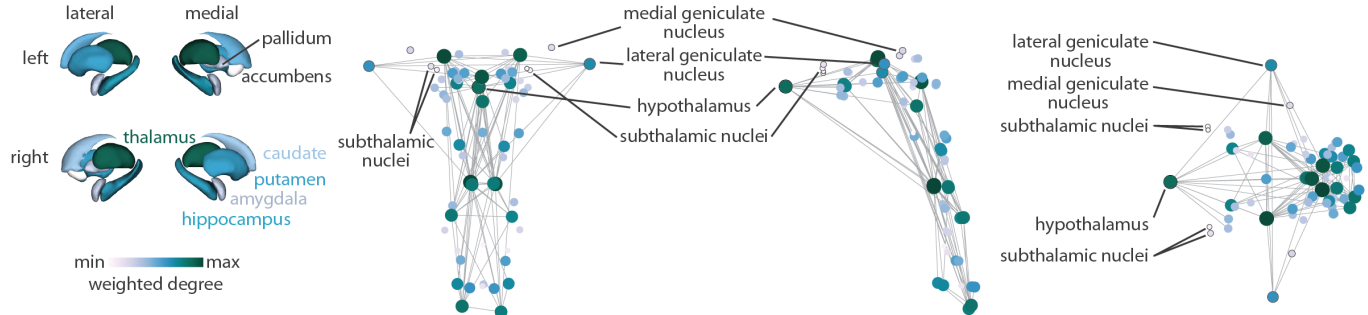 lateral
medial
left
pallidum
accumbens
right
thalamus
caudate
putamen
amygdala
hippocampus
min
max
weighted degree
medial geniculate
nucleus
lateral geniculate
nucleus
hypothalamus
subthalamic nuclei
subthalamic
nuclei
lateral geniculate
nucleus
medial geniculate
nucleus
subthalamic nuclei
hypothalamus
subthalamic nuclei